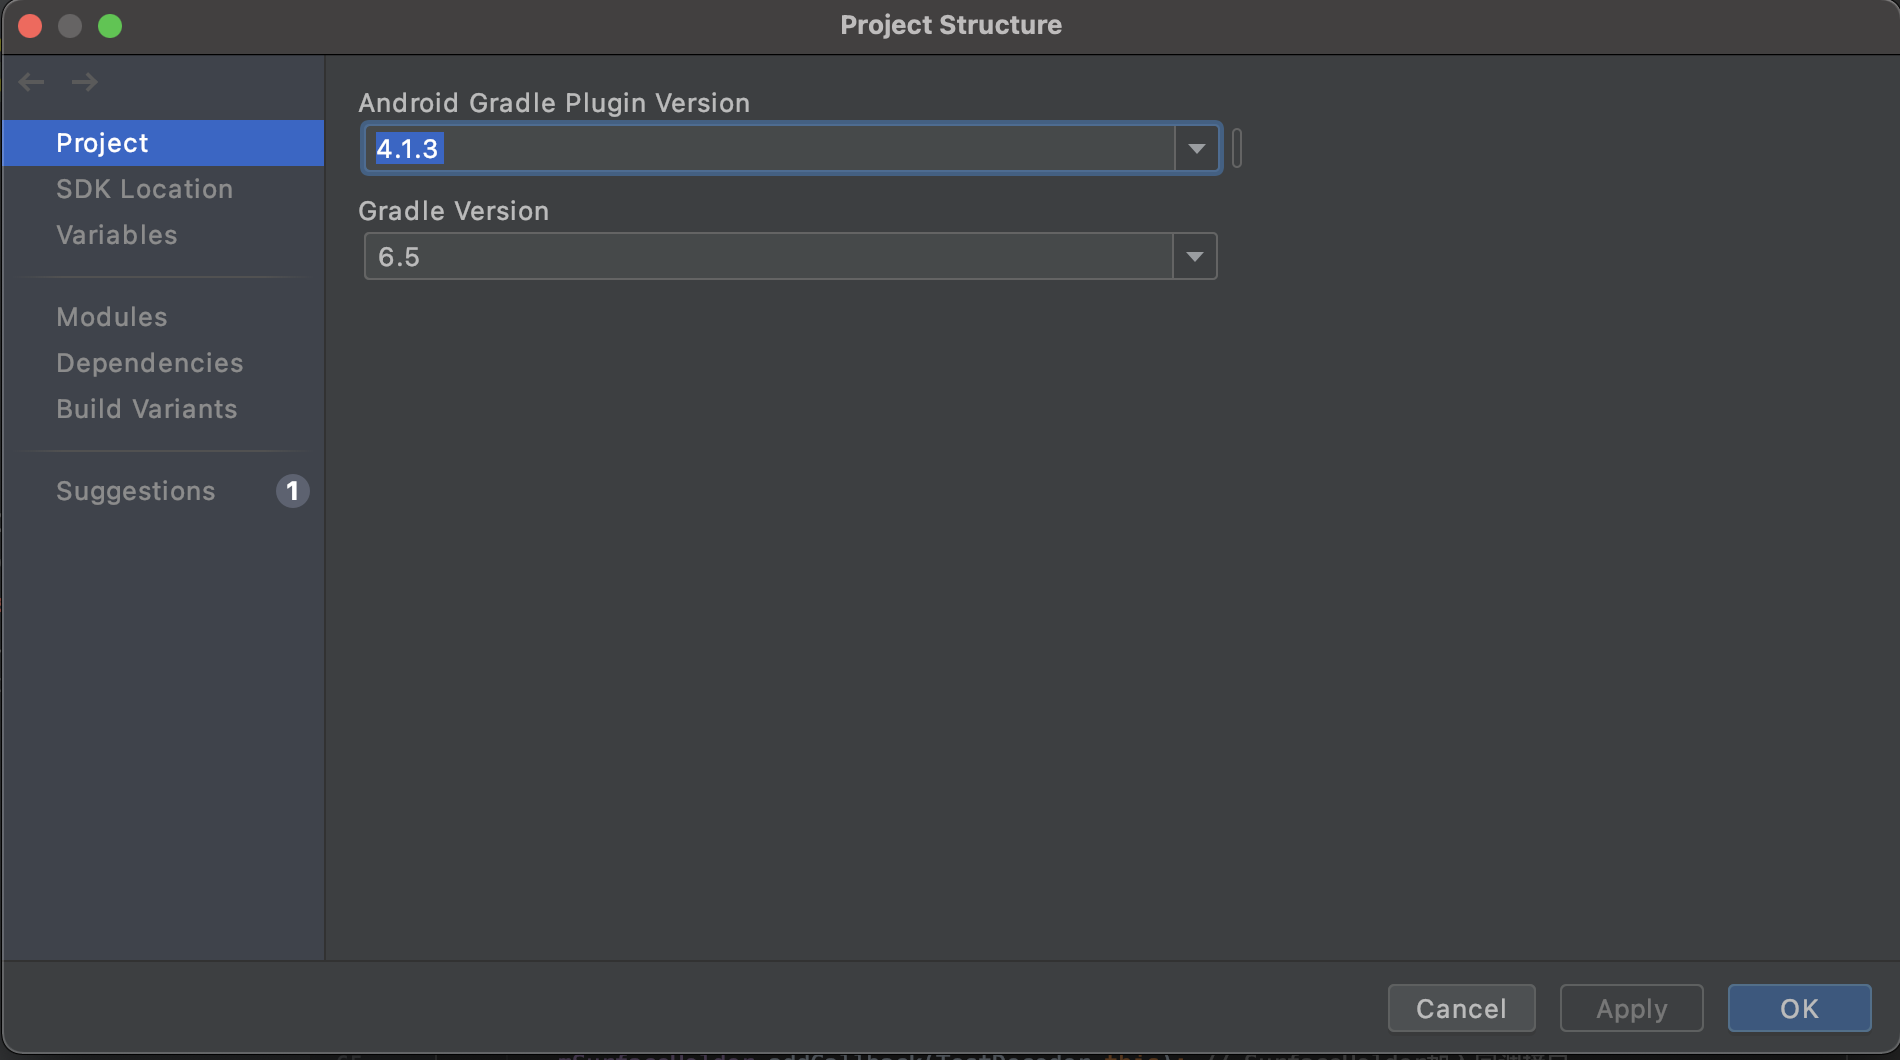 Project Structure
Project
SDK Location
Variables
Modules
Dependencies
Build Variants
Suggestions 1
Android Gradle Plugin Version
4.1.3
Gradle Version
6.5
Cancel
Apply
OK